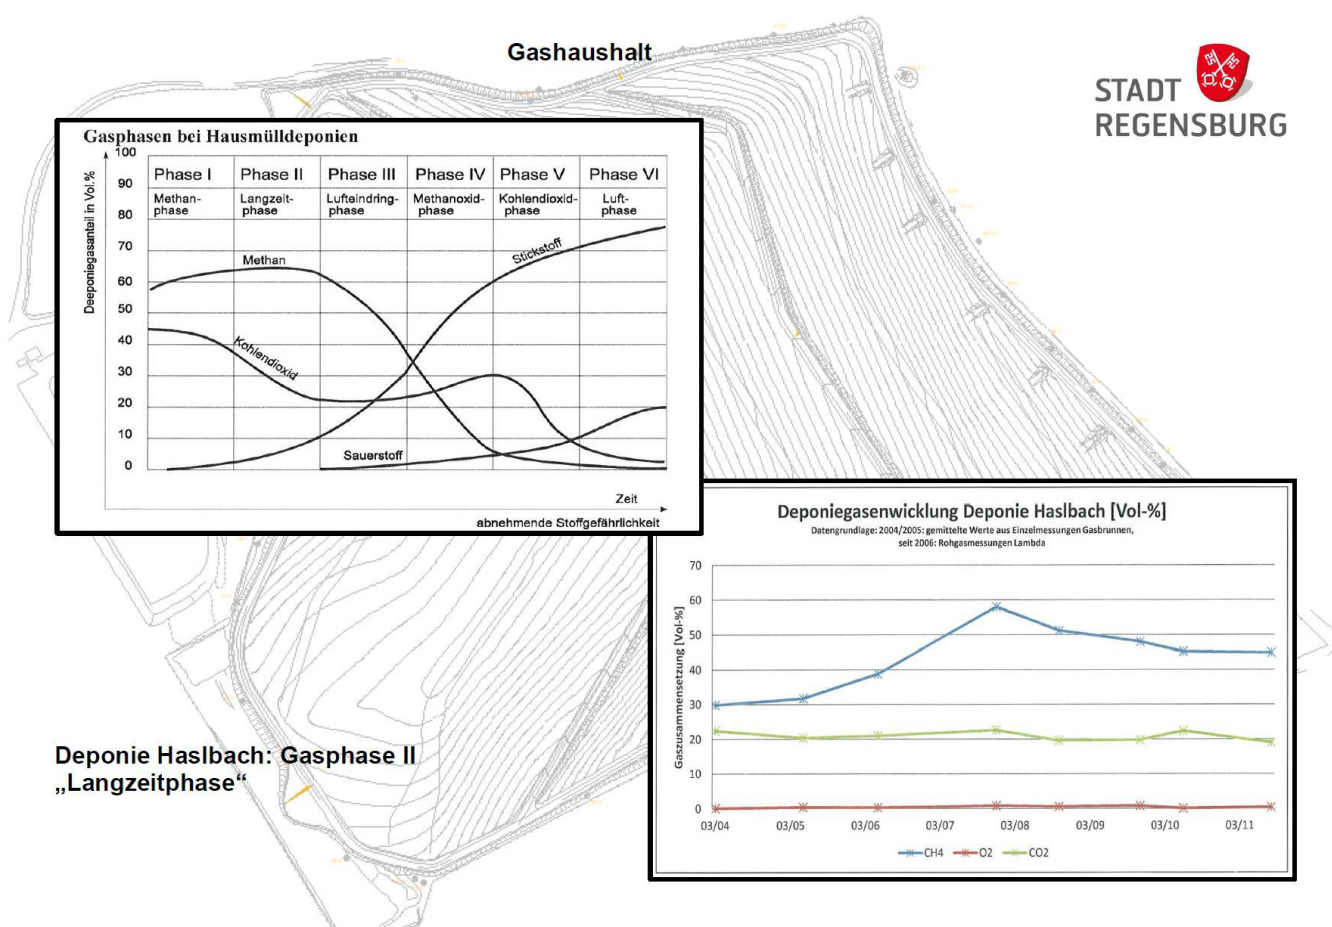 Gashaushalt
STADT
REGENSBURG
Gasphasen bei Hausmülldeponien
Deeponiegasanteil in Vol.%
100
90
80
70
60
50
40
30
20
10
0
Phase I Phase II Phase III Phase IV Phase V Phase VI
Methan- Langzeit- Lufteindring- Methanoxid- Kohlendioxid- Luft-
phase phase phase phase phase phase
Stickstoff
Methan
Kohlendioxid
Sauerstoff
Zeit
abnehmende Stoffgefährlichkeit
Deponiegasenwicklung Deponie Haslbach [Vol-%]
Datengrundlage: 2004/2005: gemittelte Werte aus Einzelmessungen Gasbrunnen,
seit 2006: Rohgasmessungen Lambda
Gaszusammensetzung [Vol-%]
70
60
50
40
30
20
10
0
03/04 03/05 03/06 03/07 03/08 03/09 03/10 03/11
CH4 O2 CO2
Deponie Haslbach: Gasphase II
„Langzeitphase“